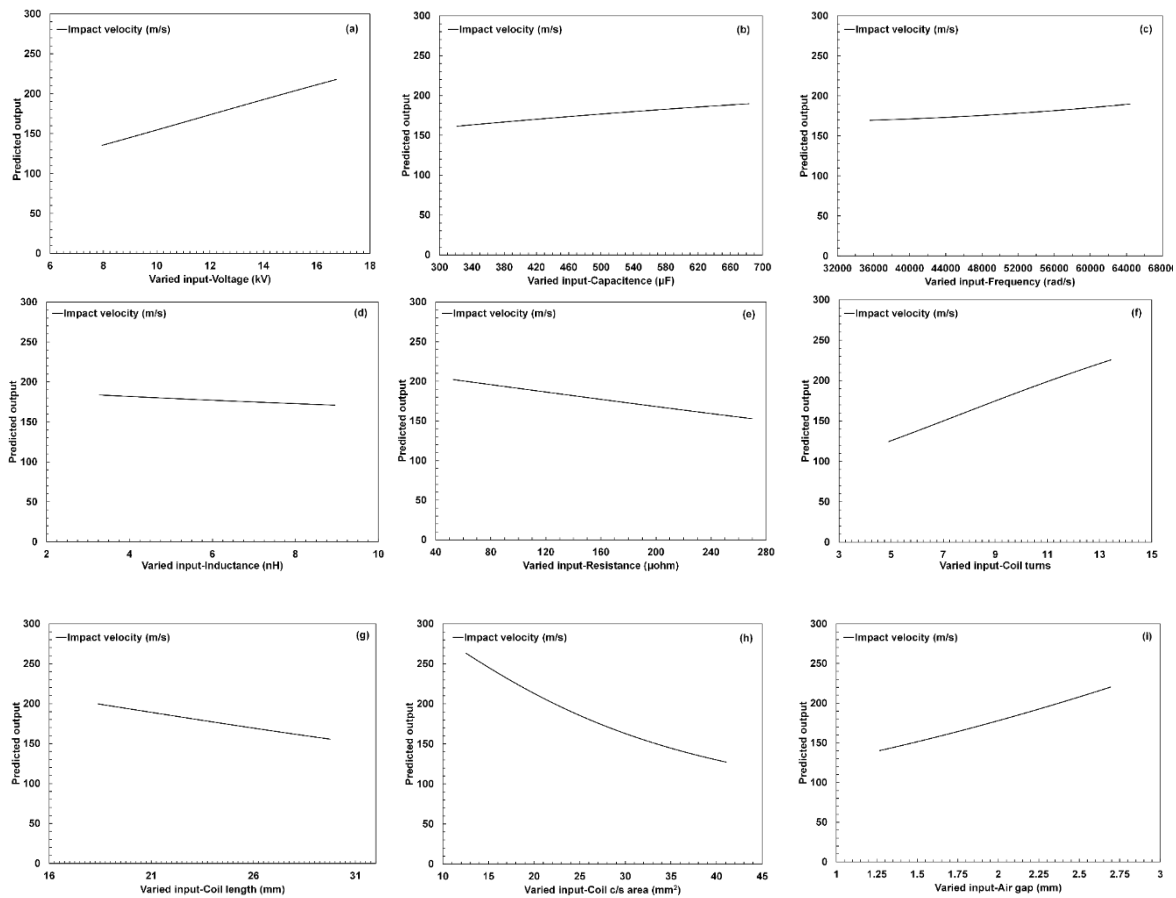 —Impact velocity (m/s)
(a)
300
250
200
150
100
50
0
Predicted output
6 8 10 12 14 16 18
Varied input-Voltage (kV)
—Impact velocity (m/s)
(b)
300
250
200
150
100
50
0
Predicted output
300 340 380 420 460 500 540 580 620 660 700
Varied input-Capacitence (µF)
—Impact velocity (m/s)
(c)
300
250
200
150
100
50
0
Predicted output
32000 36000 40000 44000 48000 52000 56000 60000 64000 68000
Varied input-Frequency (rad/s)
—Impact velocity (m/s)
(d)
300
250
200
150
100
50
0
Predicted output
2 4 6 8 10
Varied input-Inductance (nH)
—Impact velocity (m/s)
(e)
300
250
200
150
100
50
0
Predicted output
40 80 120 160 200 240 280
Varied input-Resistance (µohm)
—Impact velocity (m/s)
(f)
300
250
200
150
100
50
0
Predicted output
3 5 7 9 11 13 15
Varied input-Coil turns
—Impact velocity (m/s)
(g)
300
250
200
150
100
50
0
Predicted output
16 21 26 31
Varied input-Coil length (mm)
—Impact velocity (m/s)
(h)
300
250
200
150
100
50
0
Predicted output
10 15 20 25 30 35 40 45
Varied input-Coil c/s area (mm²)
—Impact velocity (m/s)
(i)
300
250
200
150
100
50
0
Predicted output
1 1.25 1.5 1.75 2 2.25 2.5 2.75 3
Varied input-Air gap (mm)